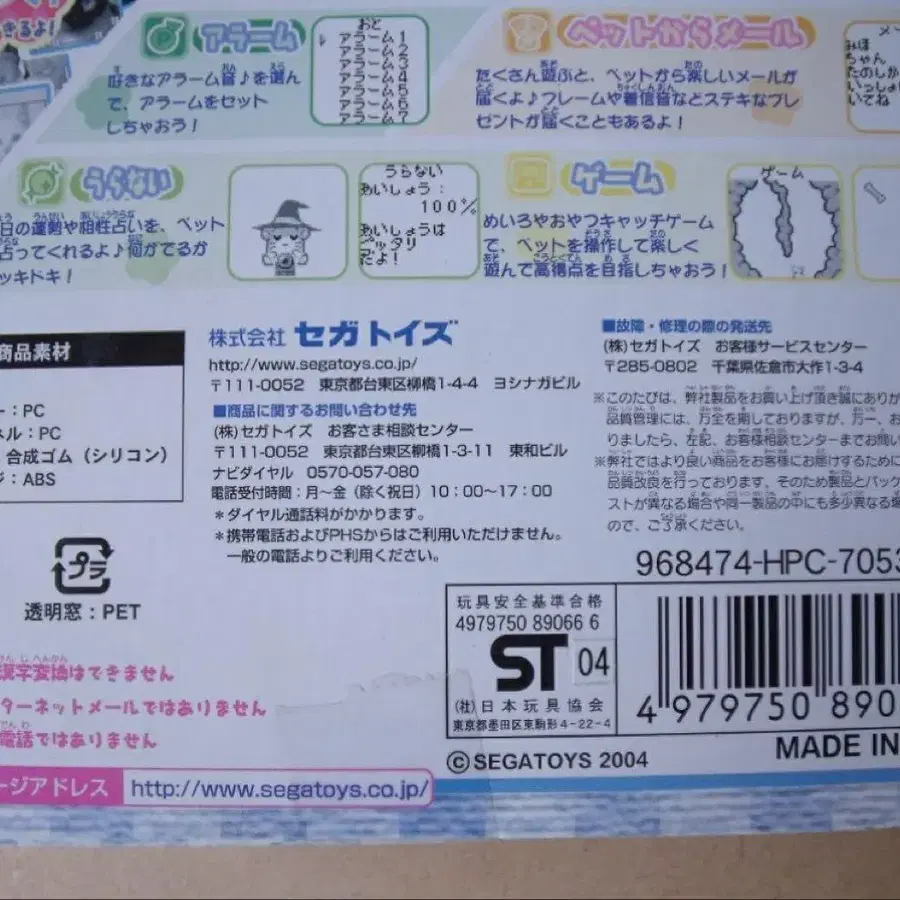 きるよ!
アラーム
好きなアラーム音♪を選ん
で、アラームをセット
しちゃおう!
おと
アラーム1
アラーム2
アラーム3
アラーム4
アラーム5
アラーム6
アラーム7
ペットからメール
たくさん遊ぶと、ペットから楽しいメールが
届くよ♪フレームや着信音などステキなプレ
ゼントが届くこともあるよ!
みほ
ちゃん
たのしか
いっしょ
いてね
うらない
日の運勢や相性占いを、ペット
占ってくれるよ♪何がでるか
ッキドキ!
うらない
あいしょう:
100%
あいしょうは
ピッタリ
だよ!
ゲーム
めいろやおやつキャッチゲーム
で、ペットを操作して楽しく
遊んで高得点を目指しちゃおう!
ゲーム
商品素材
ー:PC
ネル:PC
合成ゴム(シリコン)
ジ:ABS
プラ
透明窓:PET
漢字変換はできません
ターネットメールではありません
電話ではありません
ージアドレス
http://www.segatoys.co.jp/
株式会社 セガトイズ
http://www.segatoys.co.jp/
〒111-0052 東京都台東区柳橋1-4-4 ヨシナガビル
■商品に関するお問い合わせ先
(株)セガトイズ お客さま相談センター
〒111-0052 東京都台東区柳橋1-3-11 東和ビル
ナビダイヤル 0570-057-080
電話受付時間:月〜金(除く祝日)10:00〜17:00
*ダイヤル通話料がかかります。
*携帯電話およびPHSからはご利用いただけません。
一般の電話よりご利用ください。
■故障・修理の際の発送先
(株)セガトイズ お客様サービスセンター
〒285-0802 千葉県佐倉市大作1-3-4
※このたびは、弊社製品をお買い上げ頂き誠にありが
品質管理には、万全を期しておりますが、万一、お
りましたら、左記、お客様相談センターまでお問い
※弊社ではより良い商品をお客様にお届けするために
品質改良を行っております。そのため製品とパック
ストが異なる場合や同一製品の中にも多少異なる場
ので、ご了承ください。
968474-HPC-7053
玩具安全基準合格
4979750 89066 6
ST 04
(社)日本玩具協会
東京都墨田区東駒形4-22-4
4 979750 890
©SEGATOYS 2004
MADE IN